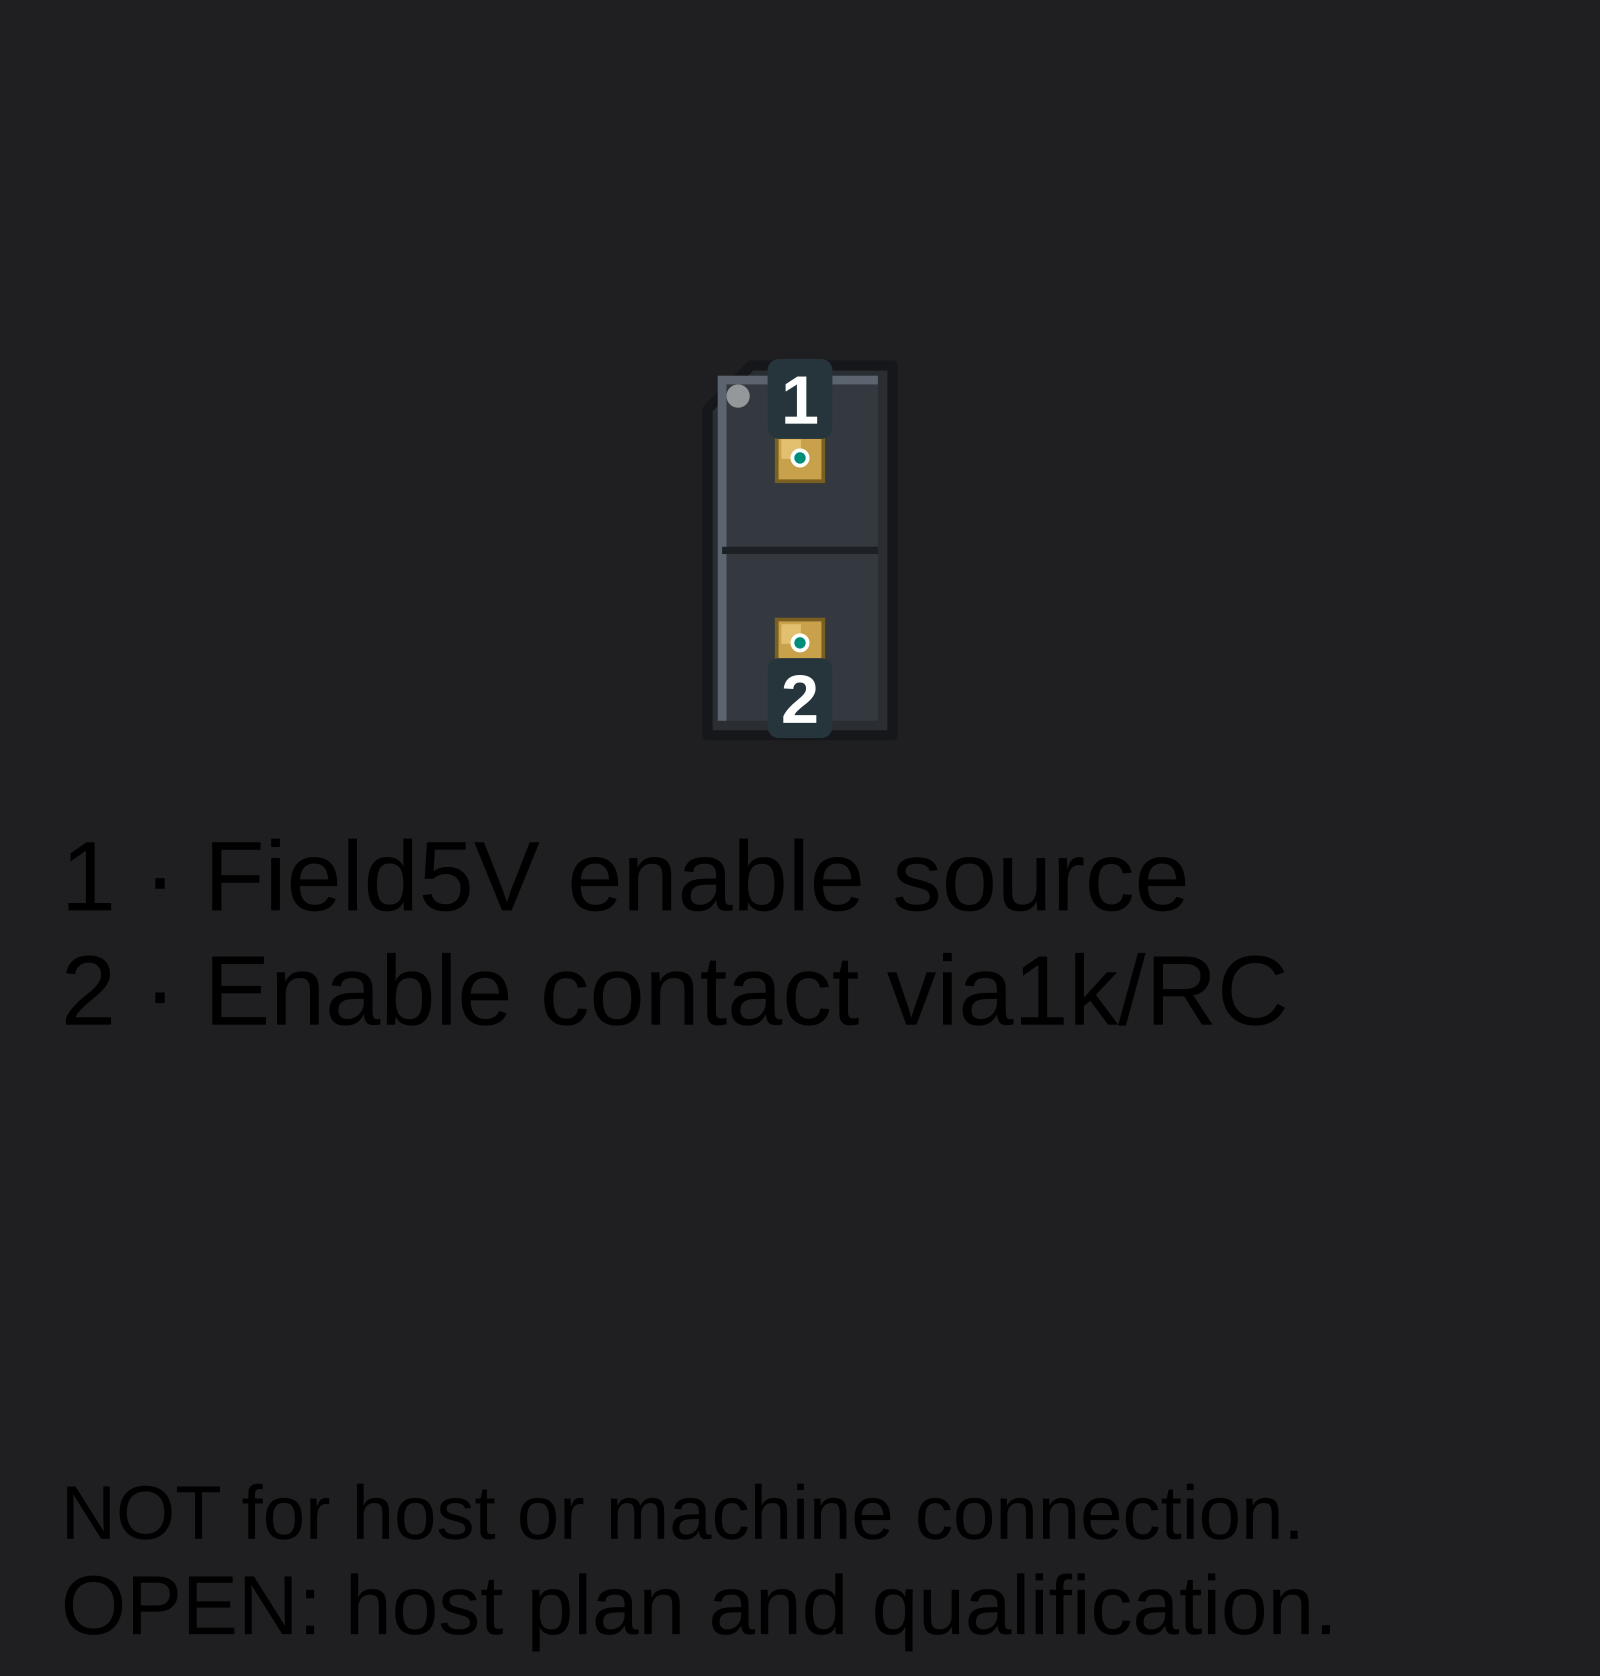 1
2
1 · Field5V enable source
2 · Enable contact via1k/RC
NOT for host or machine connection.
OPEN: host plan and qualification.